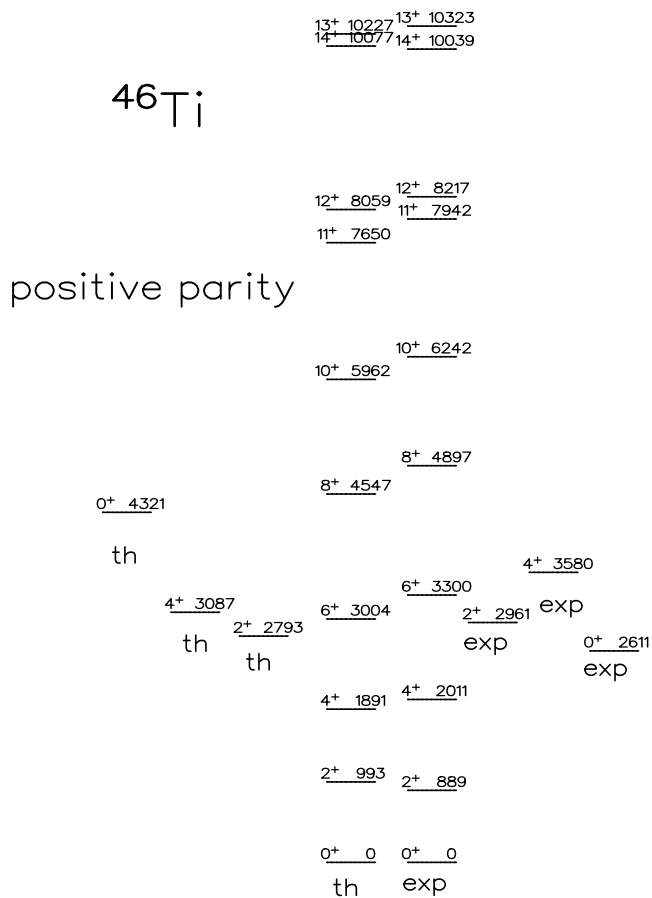 13+ 10227 13+ 10323
14+ 10077 14+ 10039
46Ti
12+ 8059 12+ 8217
11+ 7650 11+ 7942
positive parity
10+ 5962 10+ 6242
8+ 4547 8+ 4897
0+ 4321
th
4+ 3580
6+ 3300
4+ 3087 6+ 3004 2+ 2961 exp
2+ 2793
th exp 0+ 2611
th exp
4+ 1891 4+ 2011
2+ 993 2+ 889
0+ 0 0+ 0
th exp